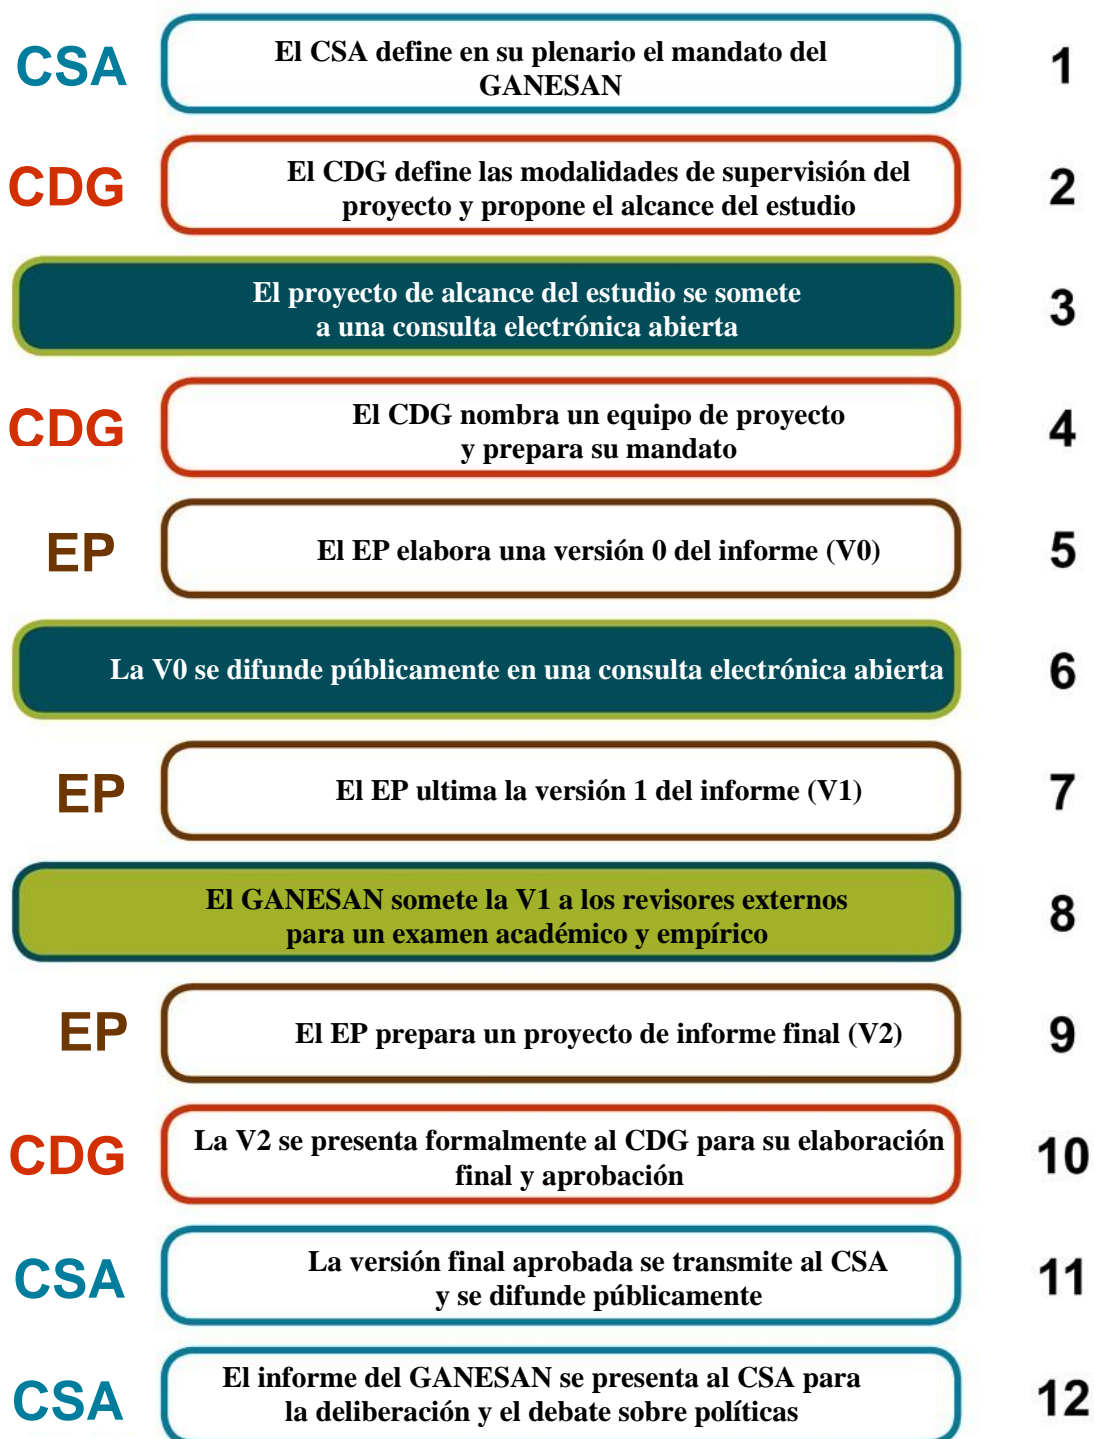 CSA
El CSA define en su plenario el mandato del
GANESAN
1
CDG
El CDG define las modalidades de supervisión del
proyecto y propone el alcance del estudio
2
El proyecto de alcance del estudio se somete
a una consulta electrónica abierta
3
CDG
El CDG nombra un equipo de proyecto
y prepara su mandato
4
EP
El EP elabora una versión 0 del informe (V0)
5
La V0 se difunde públicamente en una consulta electrónica abierta
6
EP
El EP ultima la versión 1 del informe (V1)
7
El GANESAN somete la V1 a los revisores externos
para un examen académico y empírico
8
EP
El EP prepara un proyecto de informe final (V2)
9
CDG
La V2 se presenta formalmente al CDG para su elaboración
final y aprobación
10
CSA
La versión final aprobada se transmite al CSA
y se difunde públicamente
11
CSA
El informe del GANESAN se presenta al CSA para
la deliberación y el debate sobre políticas
12